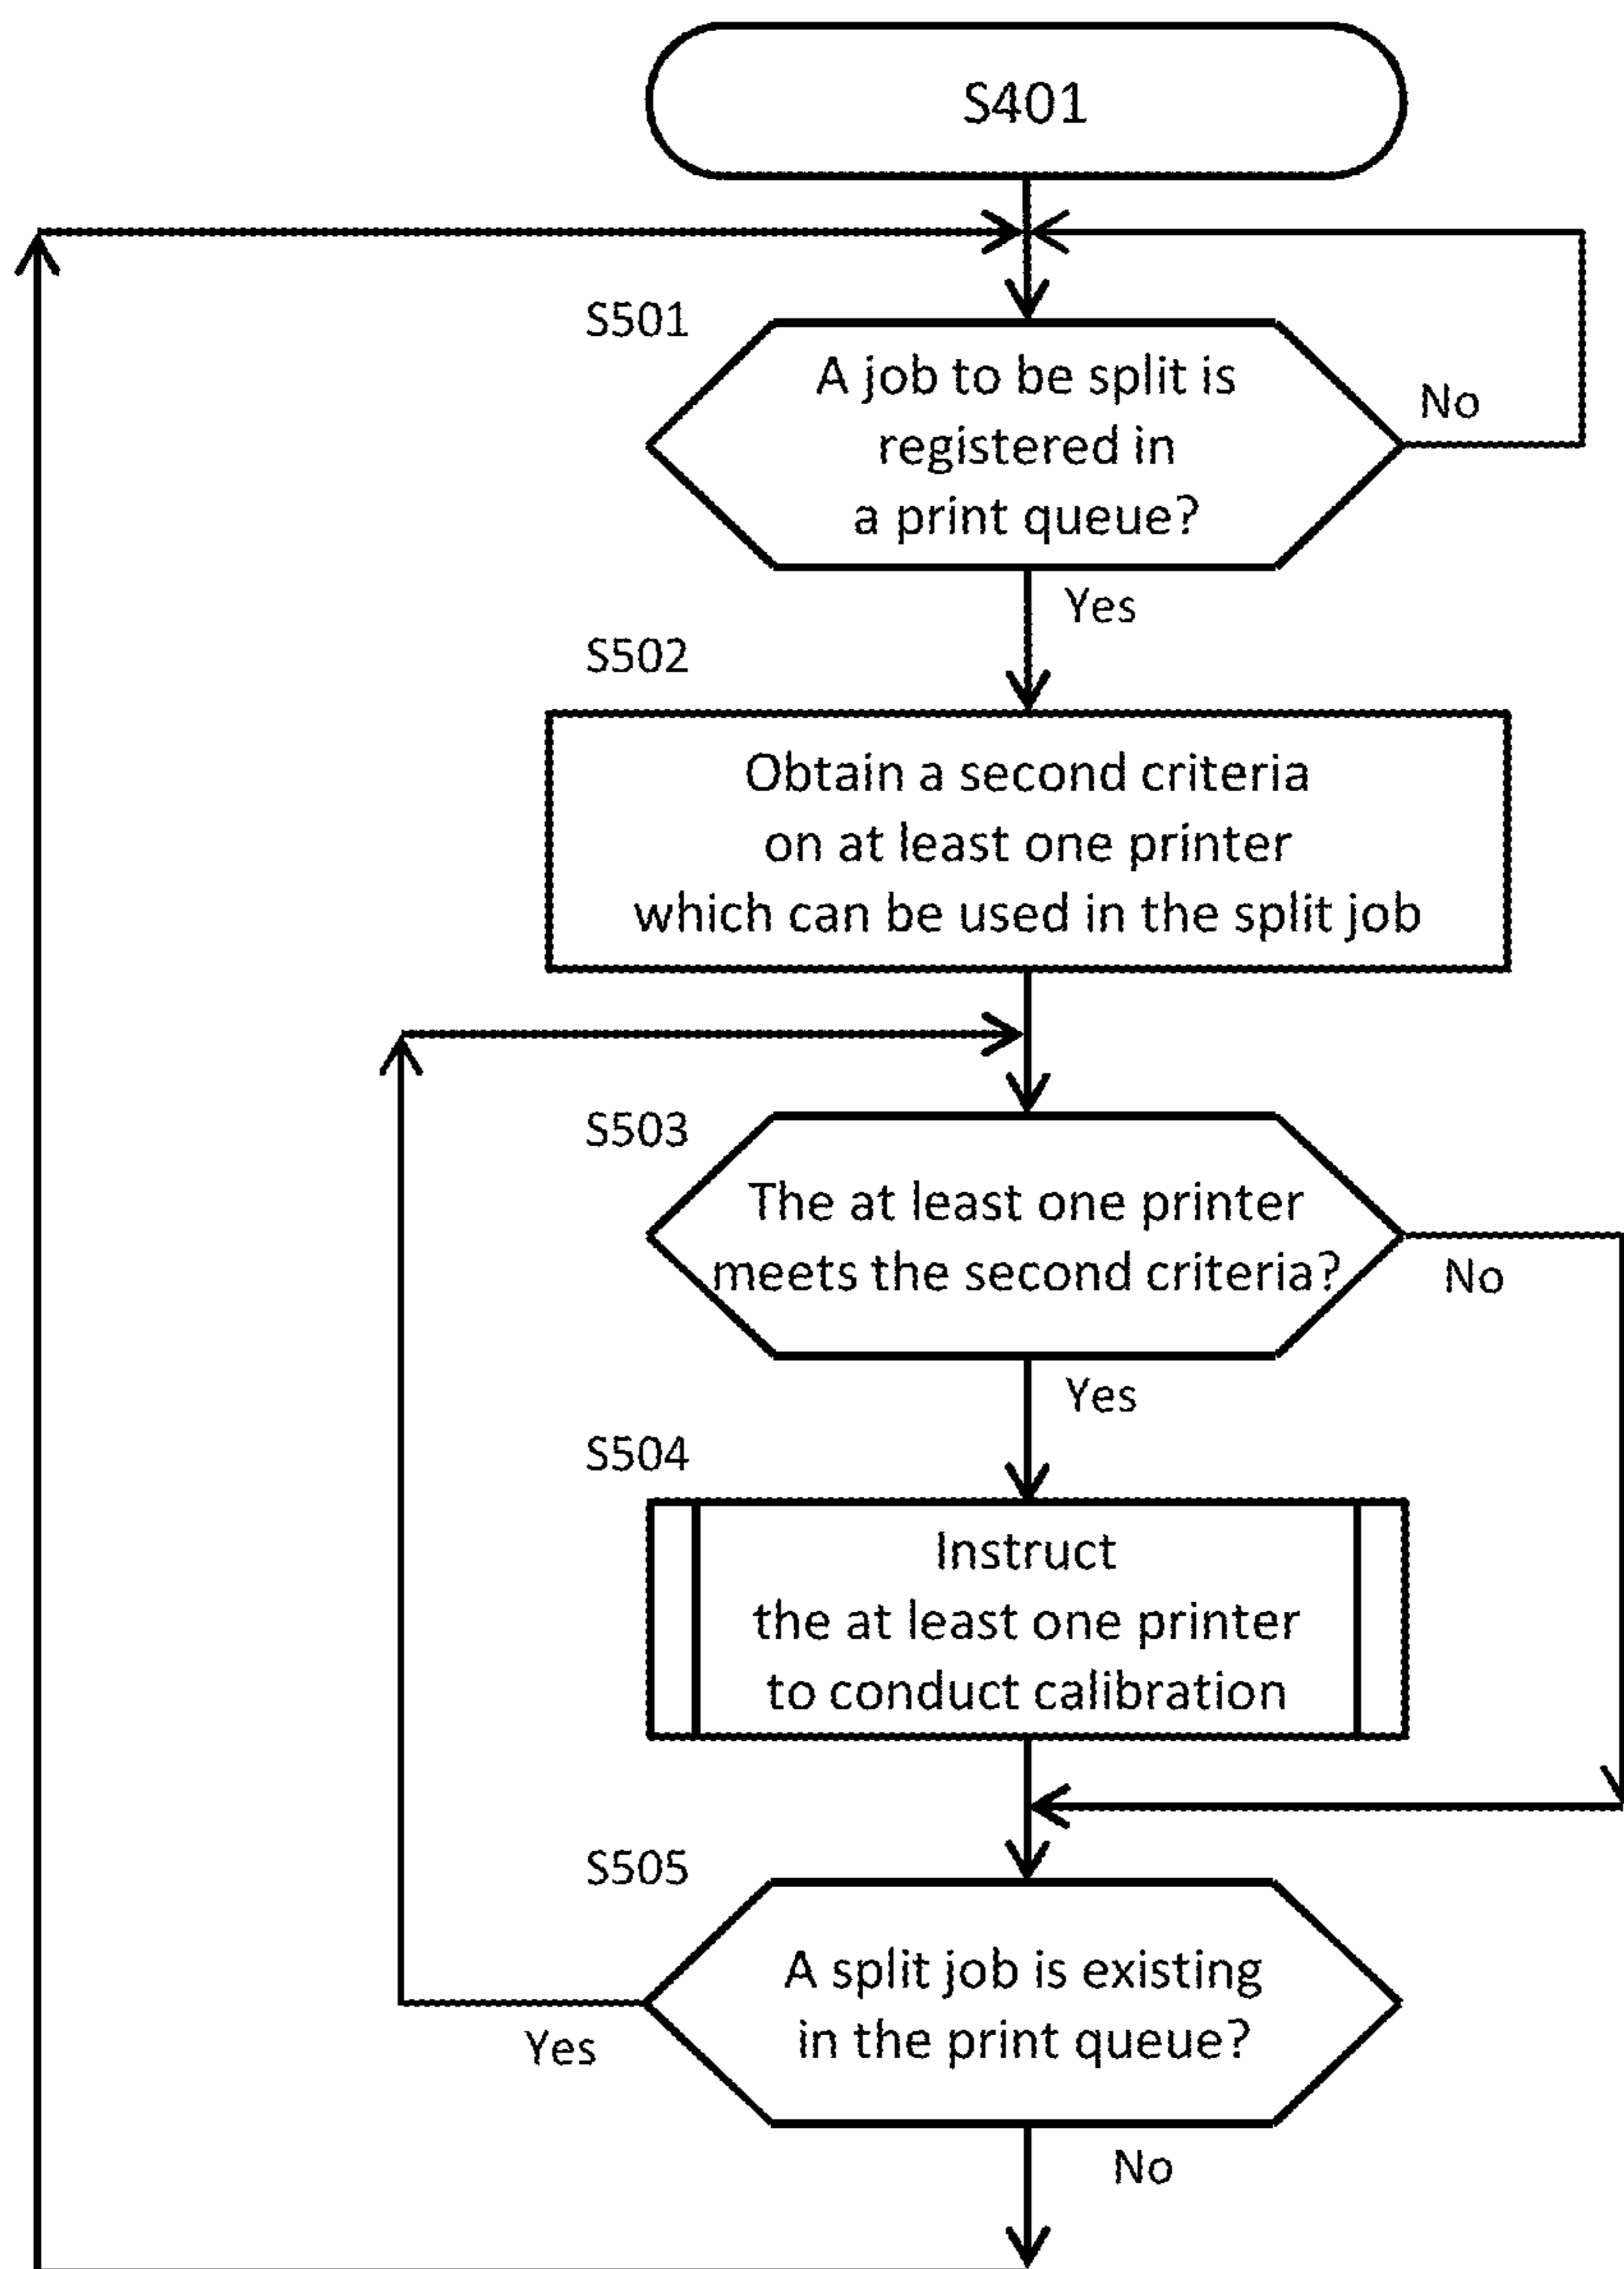 S401
S501
A job to be split is
registered in
a print queue?
No
Yes
S502
Obtain a second criteria
on at least one printer
which can be used in the split job
S503
The at least one printer
meets the second criteria?
No
Yes
S504
Instruct
the at least one printer
to conduct calibration
S505
A split job is existing
in the print queue?
Yes
No